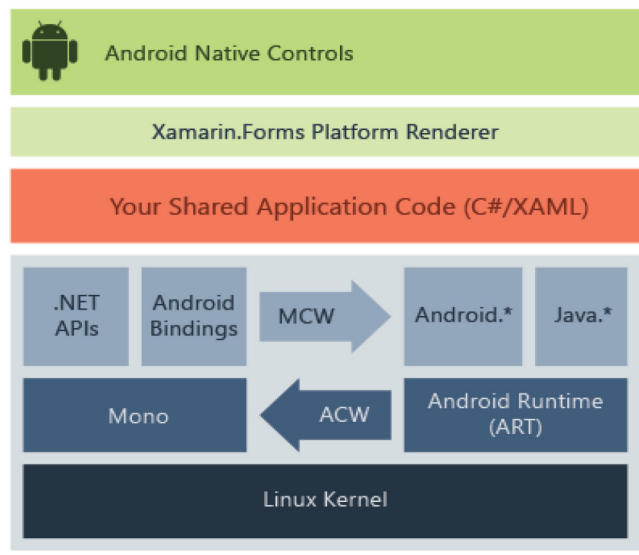 Android Native Controls
Xamarin.Forms Platform Renderer
Your Shared Application Code (C#/XAML)
.NET
APIs
Android
Bindings
MCW
Android.*
Java.*
Mono
ACW
Android Runtime
(ART)
Linux Kernel